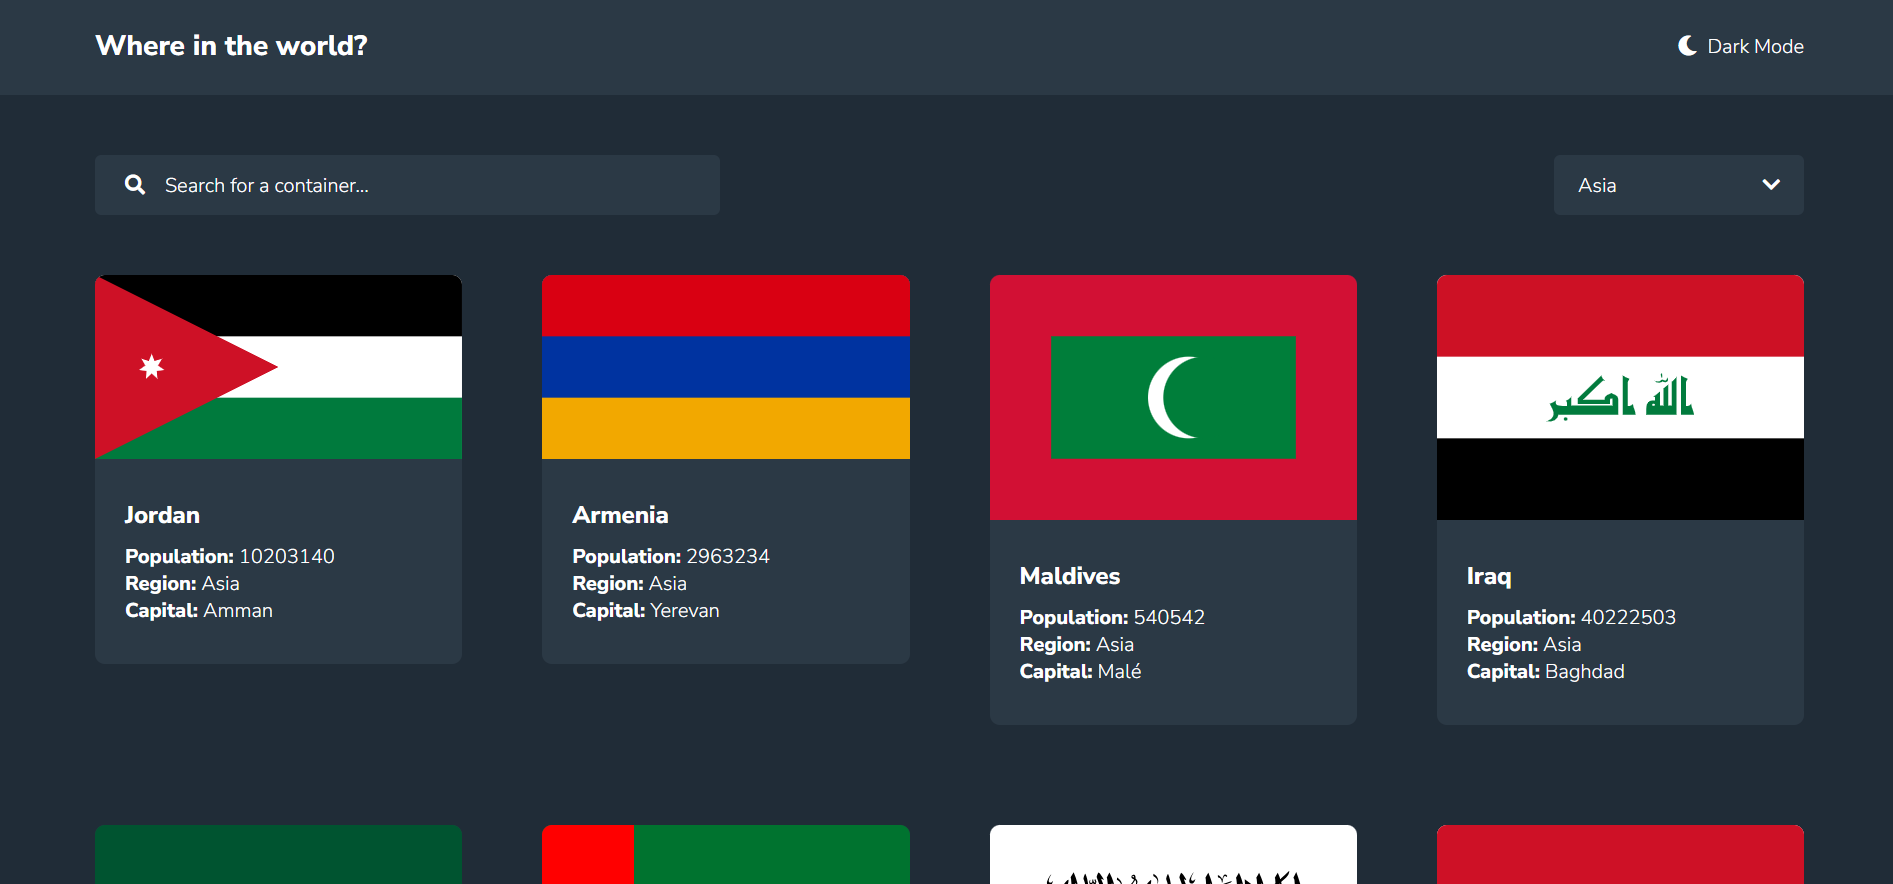 Where in the world?
Dark Mode
Search for a container...
Asia
الله اكبر
Jordan
Population: 10203140
Region: Asia
Capital: Amman
Armenia
Population: 2963234
Region: Asia
Capital: Yerevan
Maldives
Population: 540542
Region: Asia
Capital: Malé
Iraq
Population: 40222503
Region: Asia
Capital: Baghdad